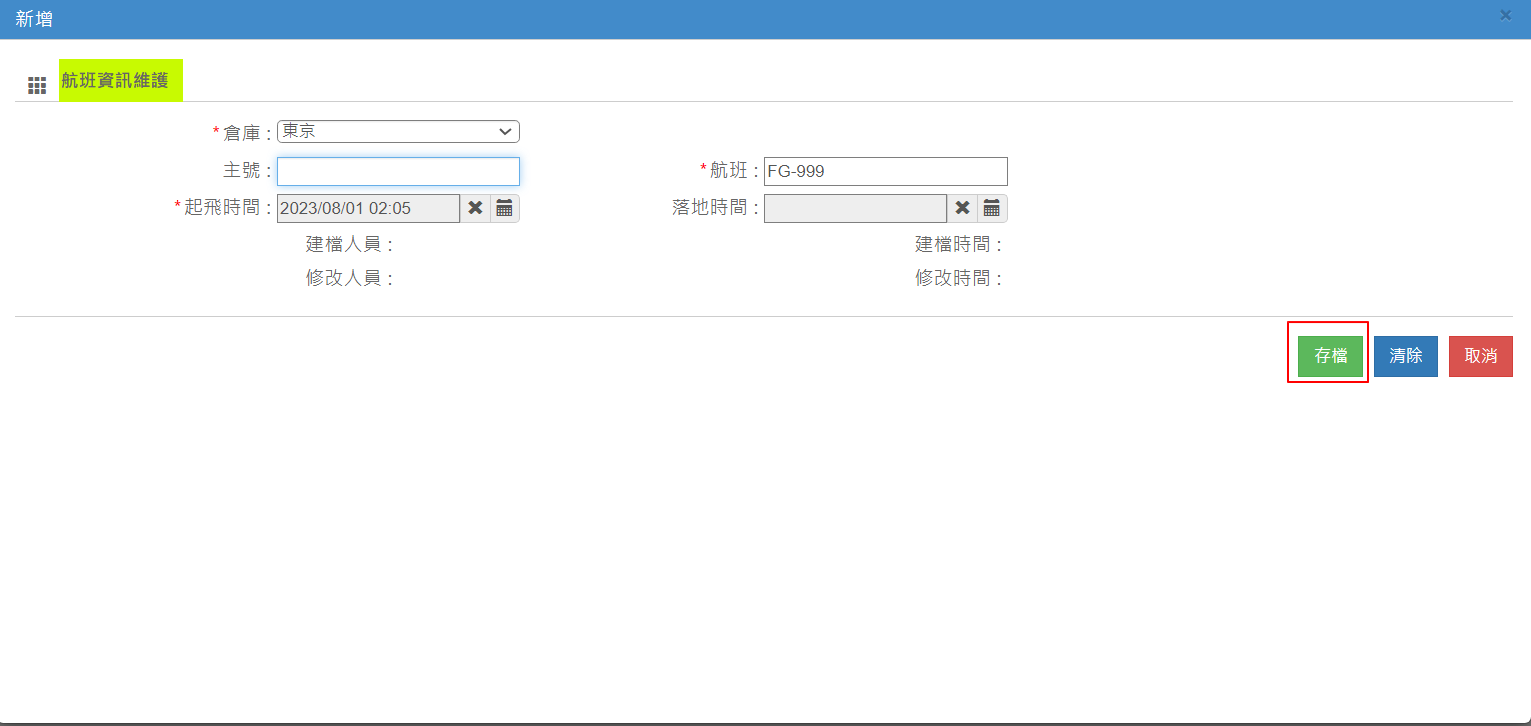 新增
航班資訊維護
*倉庫 : 東京
主號 :
*航班 : FG-999
*起飛時間 : 2023/08/01 02:05
落地時間 :
建檔人員 :
建檔時間 :
修改人員 :
修改時間 :
存檔 清除 取消